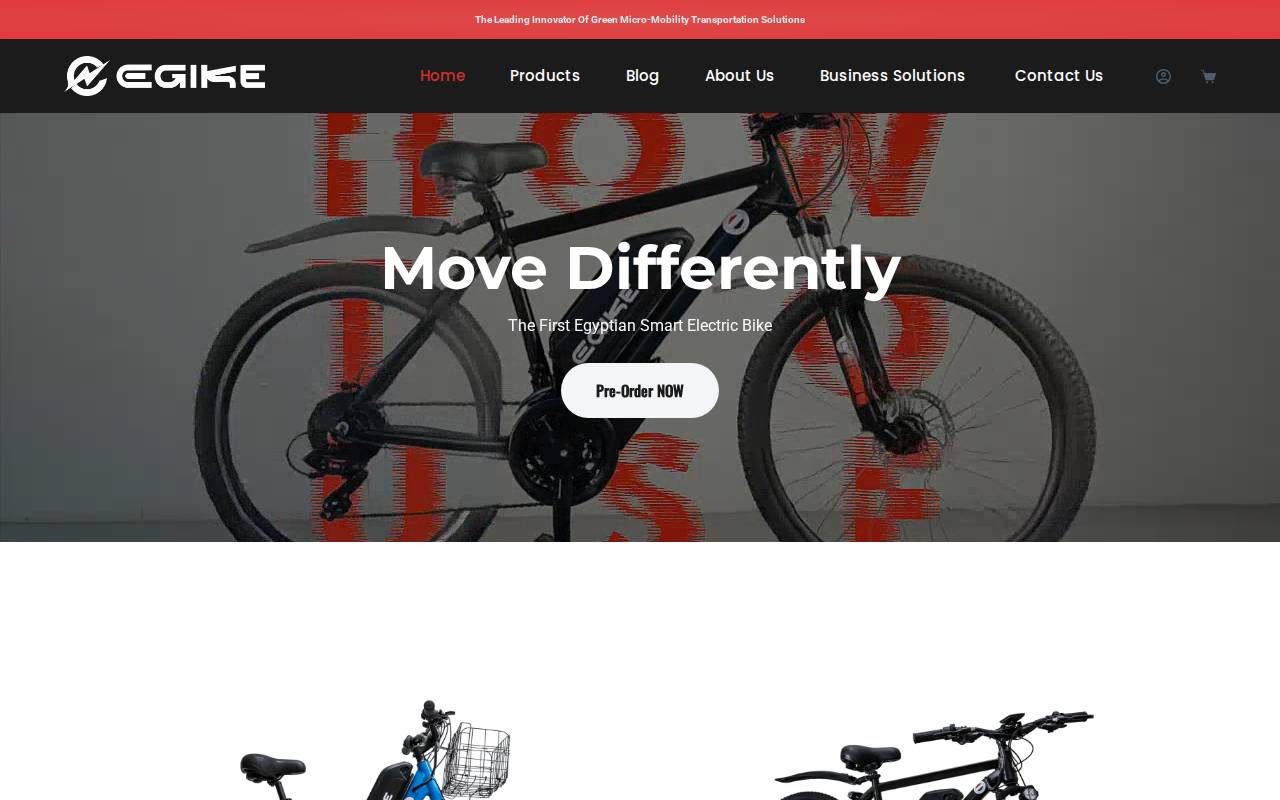 The Leading Innovator Of Green Micro-Mobility Transportation Solutions
EGIKE
Home
Products
Blog
About Us
Business Solutions
Contact Us
Move Differently
The First Egyptian Smart Electric Bike
EGIKE
Pre-Order NOW